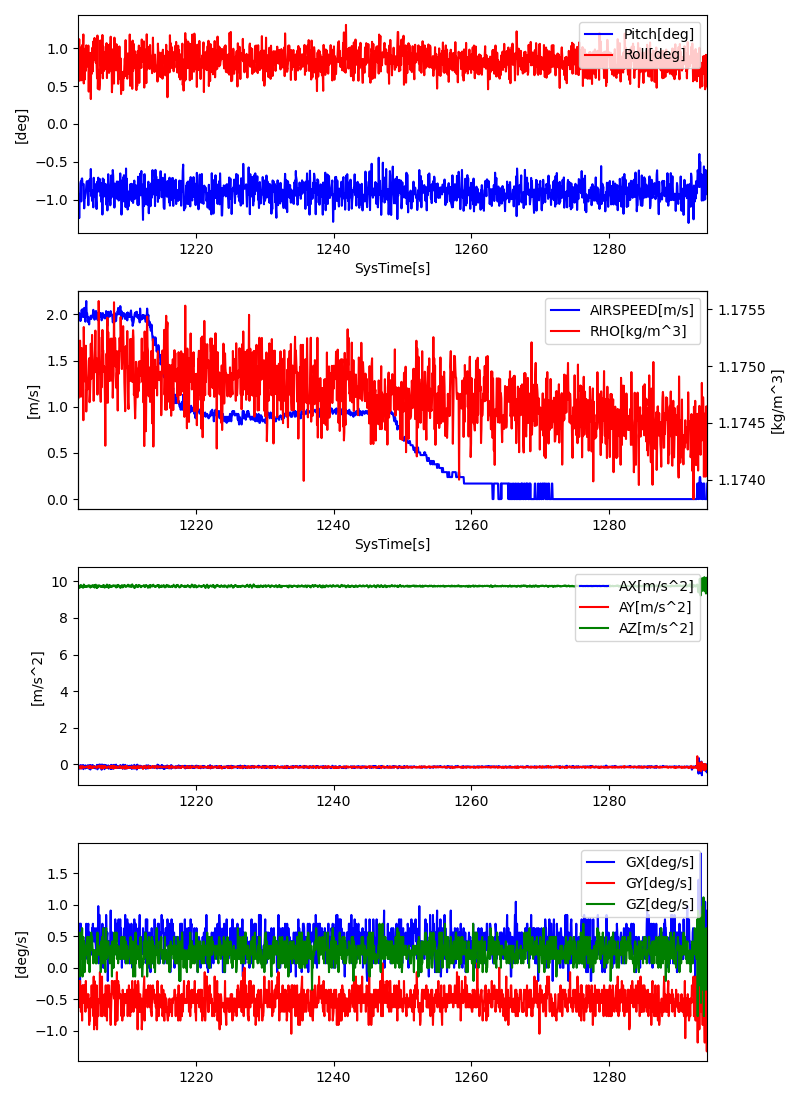 1.0
0.5
0.0
−0.5
−1.0
[deg]
Pitch[deg]
Roll[deg]
1220 1240 1260 1280
SysTime[s]
2.0
1.5
1.0
0.5
0.0
[m/s]
AIRSPEED[m/s]
RHO[kg/m^3]
1.1755
1.1750
1.1745
1.1740
[kg/m^3]
1220 1240 1260 1280
SysTime[s]
10
8
6
4
2
0
[m/s^2]
AX[m/s^2]
AY[m/s^2]
AZ[m/s^2]
1220 1240 1260 1280
1.5
1.0
0.5
0.0
−0.5
−1.0
[deg/s]
GX[deg/s]
GY[deg/s]
GZ[deg/s]
1220 1240 1260 1280